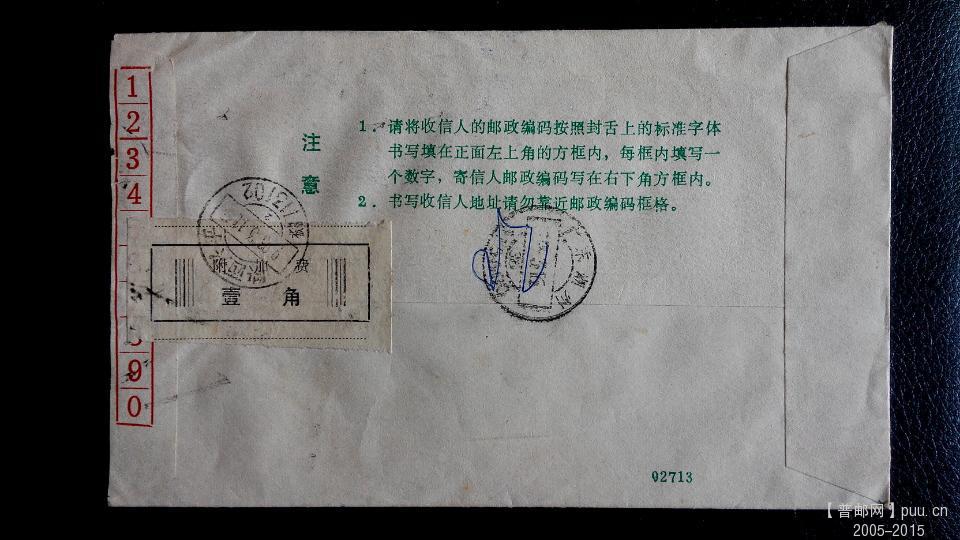 1
2
3
4
9
0
注
意
1．请将收信人的邮政编码按照封舌上的标准字体
书写填在正面左上角的方框内，每框内填写一
个数字，寄信人邮政编码写在右下角方框内。
2．书写收信人地址请勿靠近邮政编码框格。
附加费
壹角
02713
【普邮网】puu.cn
2005-2015